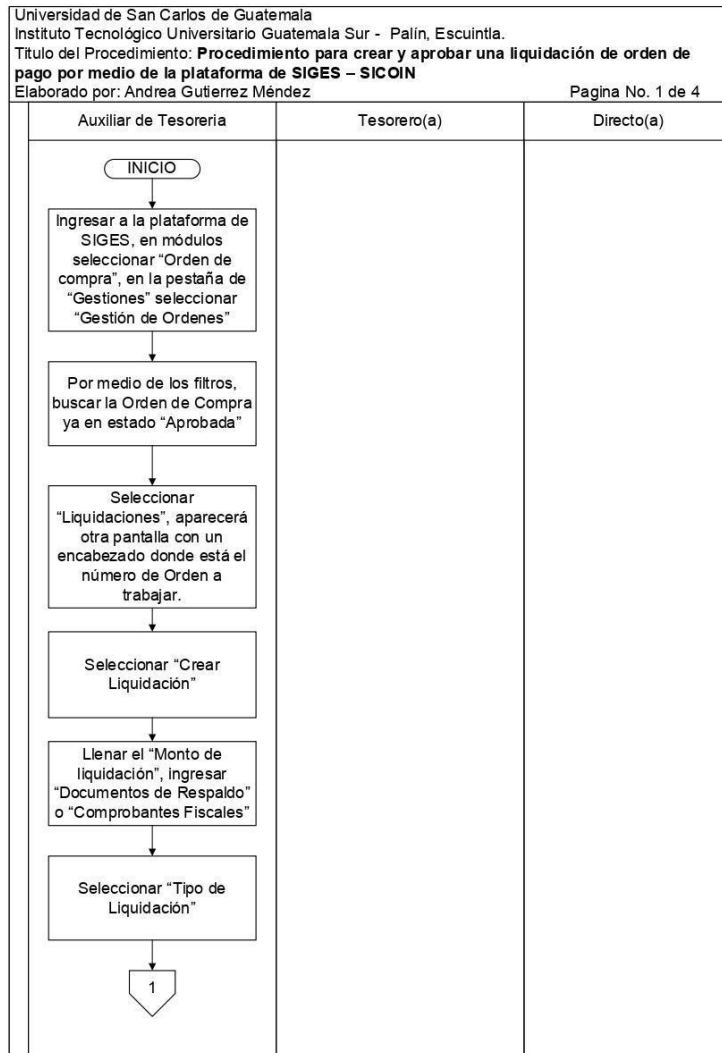 Universidad de San Carlos de Guatemala
Instituto Tecnológico Universitario Guatemala Sur - Palín, Escuintla.
Titulo del Procedimiento: Procedimiento para crear y aprobar una liquidación de orden de
pago por medio de la plataforma de SIGES – SICOIN
Elaborado por: Andrea Gutierrez Méndez Pagina No. 1 de 4
Auxiliar de Tesoreria Tesorero(a) Directo(a)
INICIO
Ingresar a la plataforma de
SIGES, en módulos
seleccionar “Orden de
compra”, en la pestaña de
“Gestiones” seleccionar
“Gestión de Ordenes”
Por medio de los filtros,
buscar la Orden de Compra
ya en estado “Aprobada”
Seleccionar
“Liquidaciones”, aparecerá
otra pantalla con un
encabezado donde está el
número de Orden a
trabajar.
Seleccionar “Crear
Liquidación”
Llenar el “Monto de
liquidación”, ingresar
“Documentos de Respaldo”
o “Comprobantes Fiscales”
Seleccionar “Tipo de
Liquidación”
1